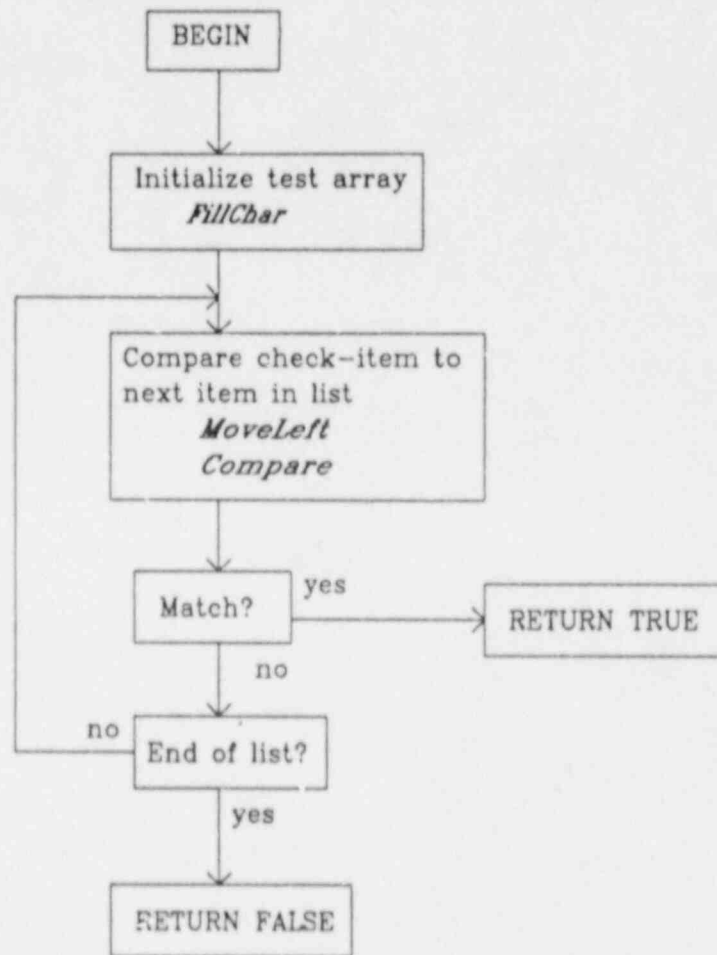 BEGIN
Initialize test array
FillChar
Compare check-item to
next item in list
MoveLeft
Compare
Match?
yes
RETURN TRUE
no
no
End of list?
yes
RETURN FALSE